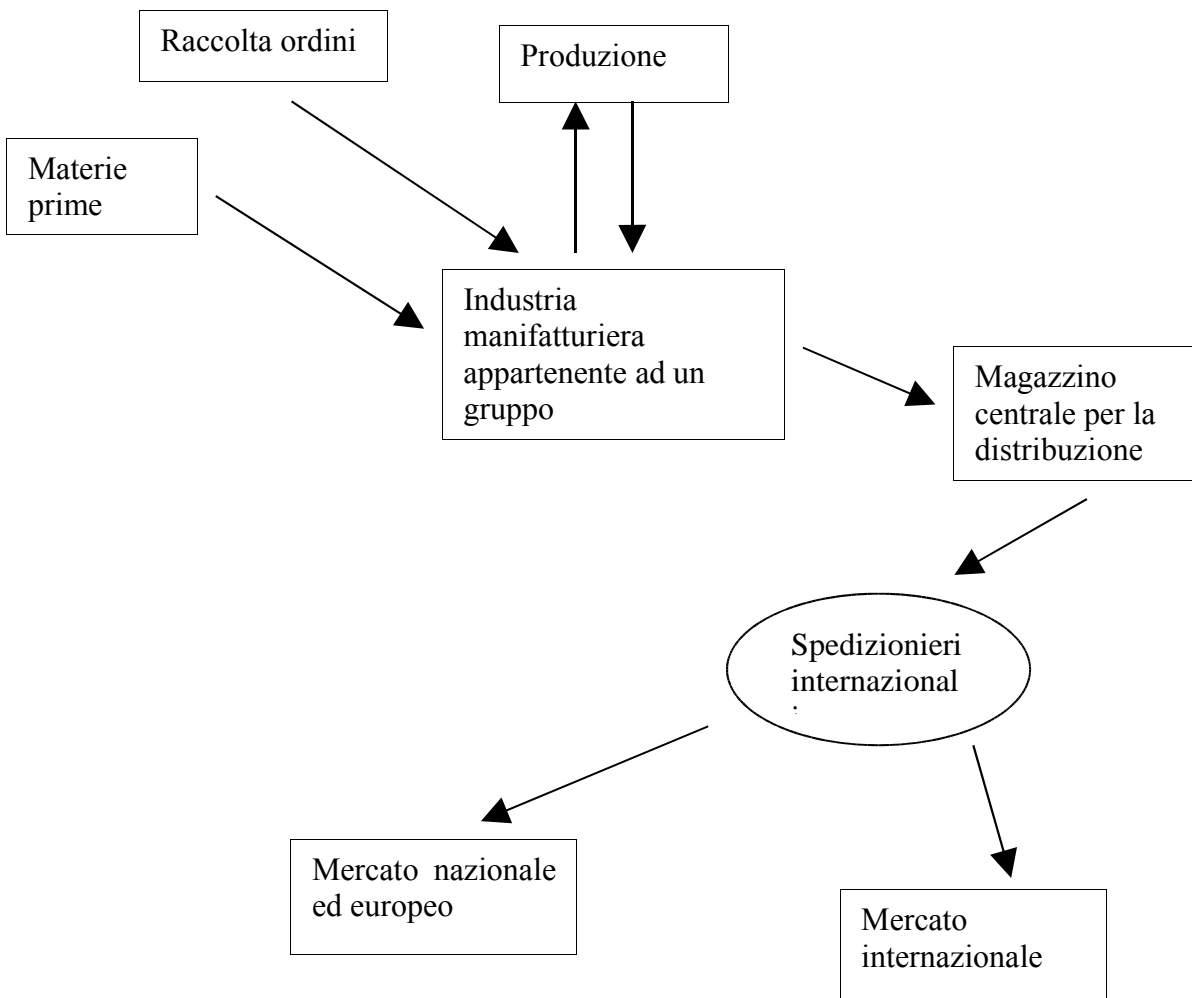 Raccolta ordini
Produzione
Materie
prime
Industria
manifatturiera
appartenente ad un
gruppo
Magazzino
centrale per la
distribuzione
Spedizionieri
internazional
Mercato nazionale
ed europeo
Mercato
internazionale